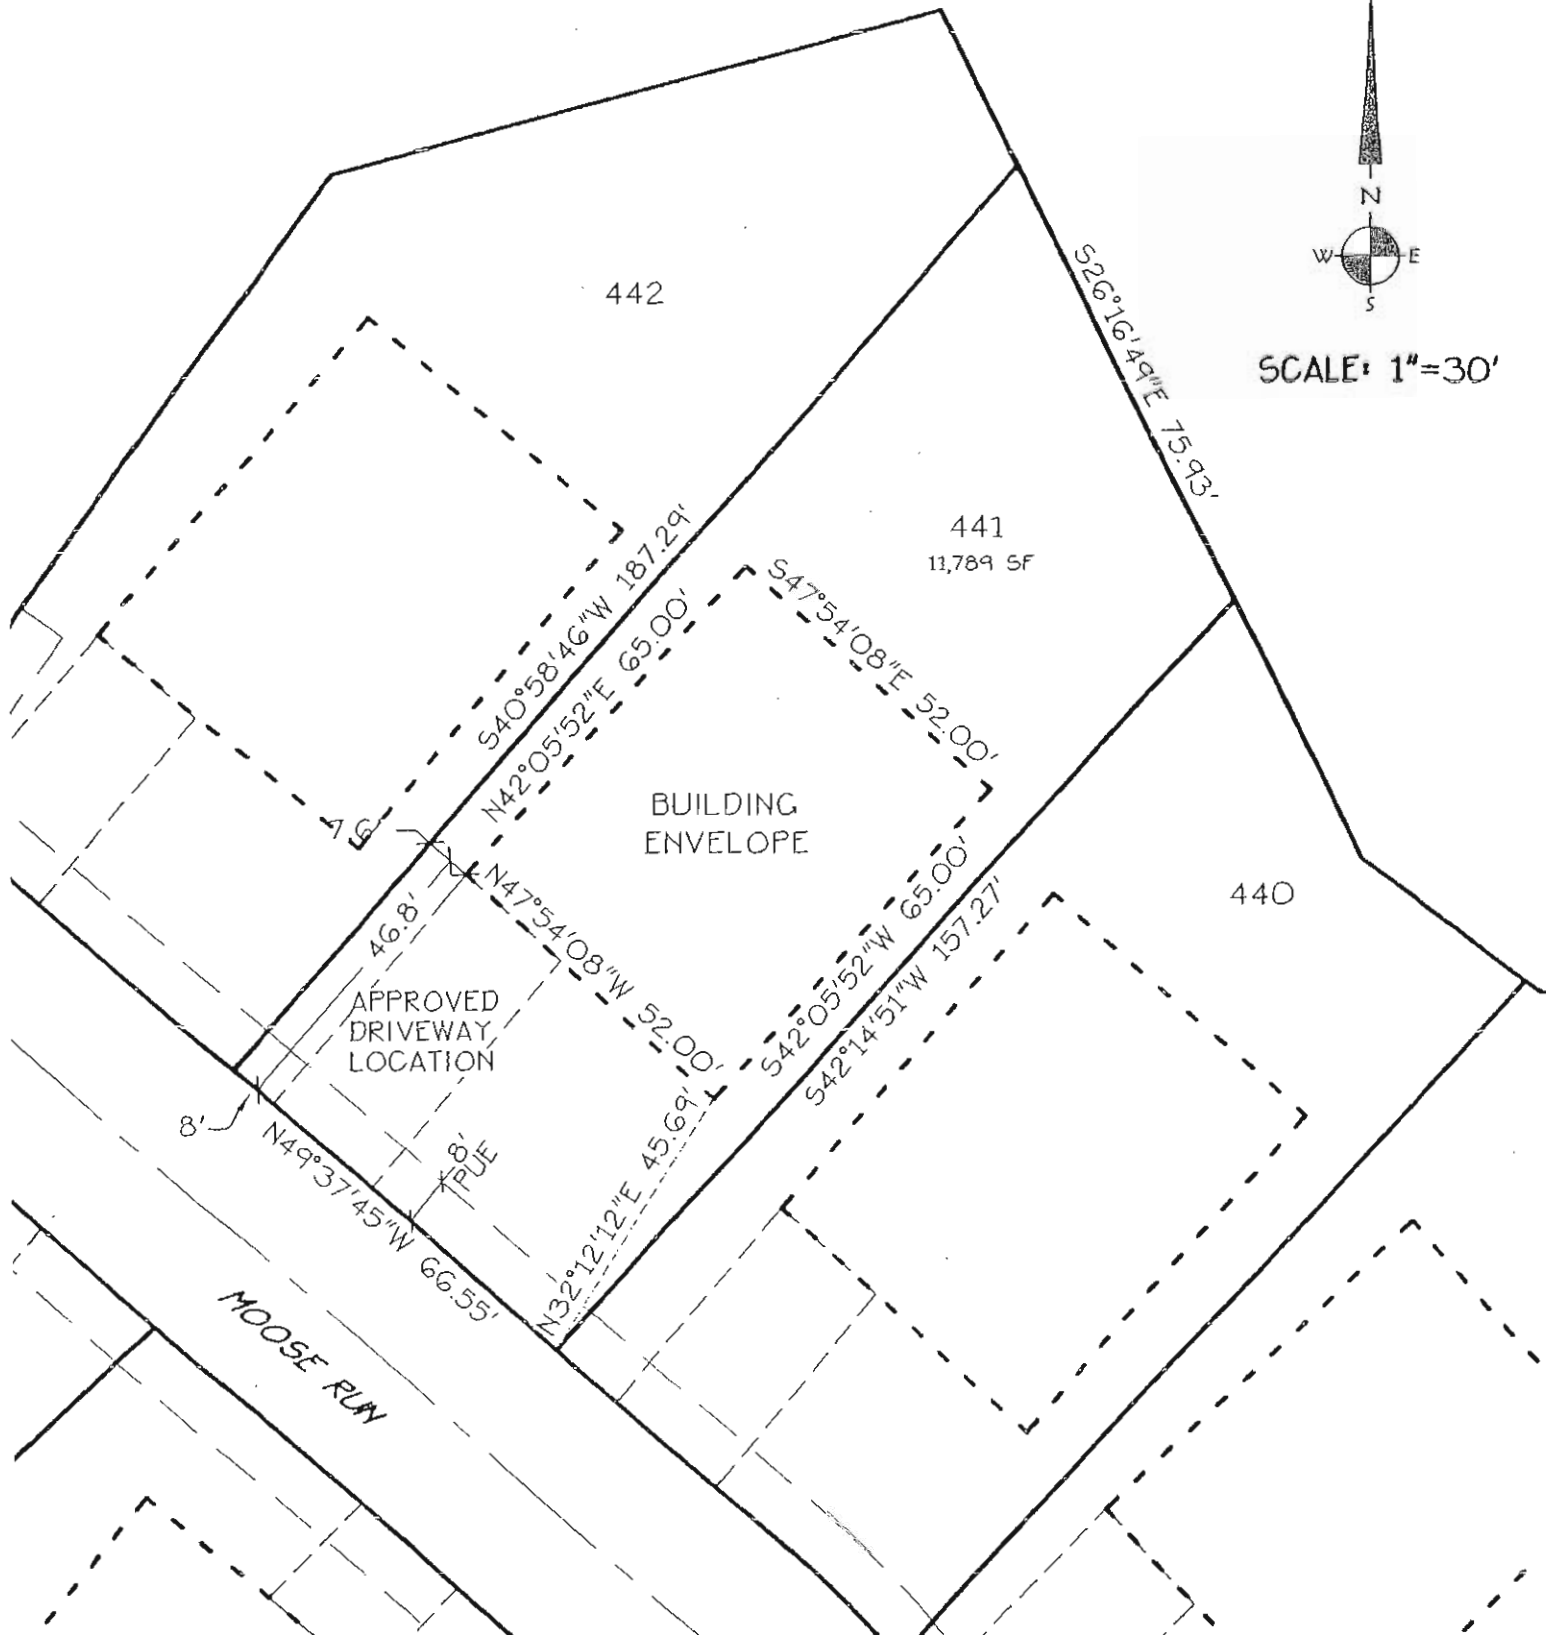 N
W E
S
SCALE: 1"=30'
442
S26°16'49"E 75.93'
441
11,789 SF
S40°58'46"W 187.29'
N42°05'52"E 65.00'
S47°54'08"E 52.00'
BUILDING
ENVELOPE
46.8'
N47°54'08"W 52.00'
S42°05'52"W 65.00'
S42°14'51"W 157.27'
440
APPROVED
DRIVEWAY
LOCATION
8'
8'
PUE
N49°37'45"W 66.55'
N32°12'12"E 45.69'
MOOSE RUN